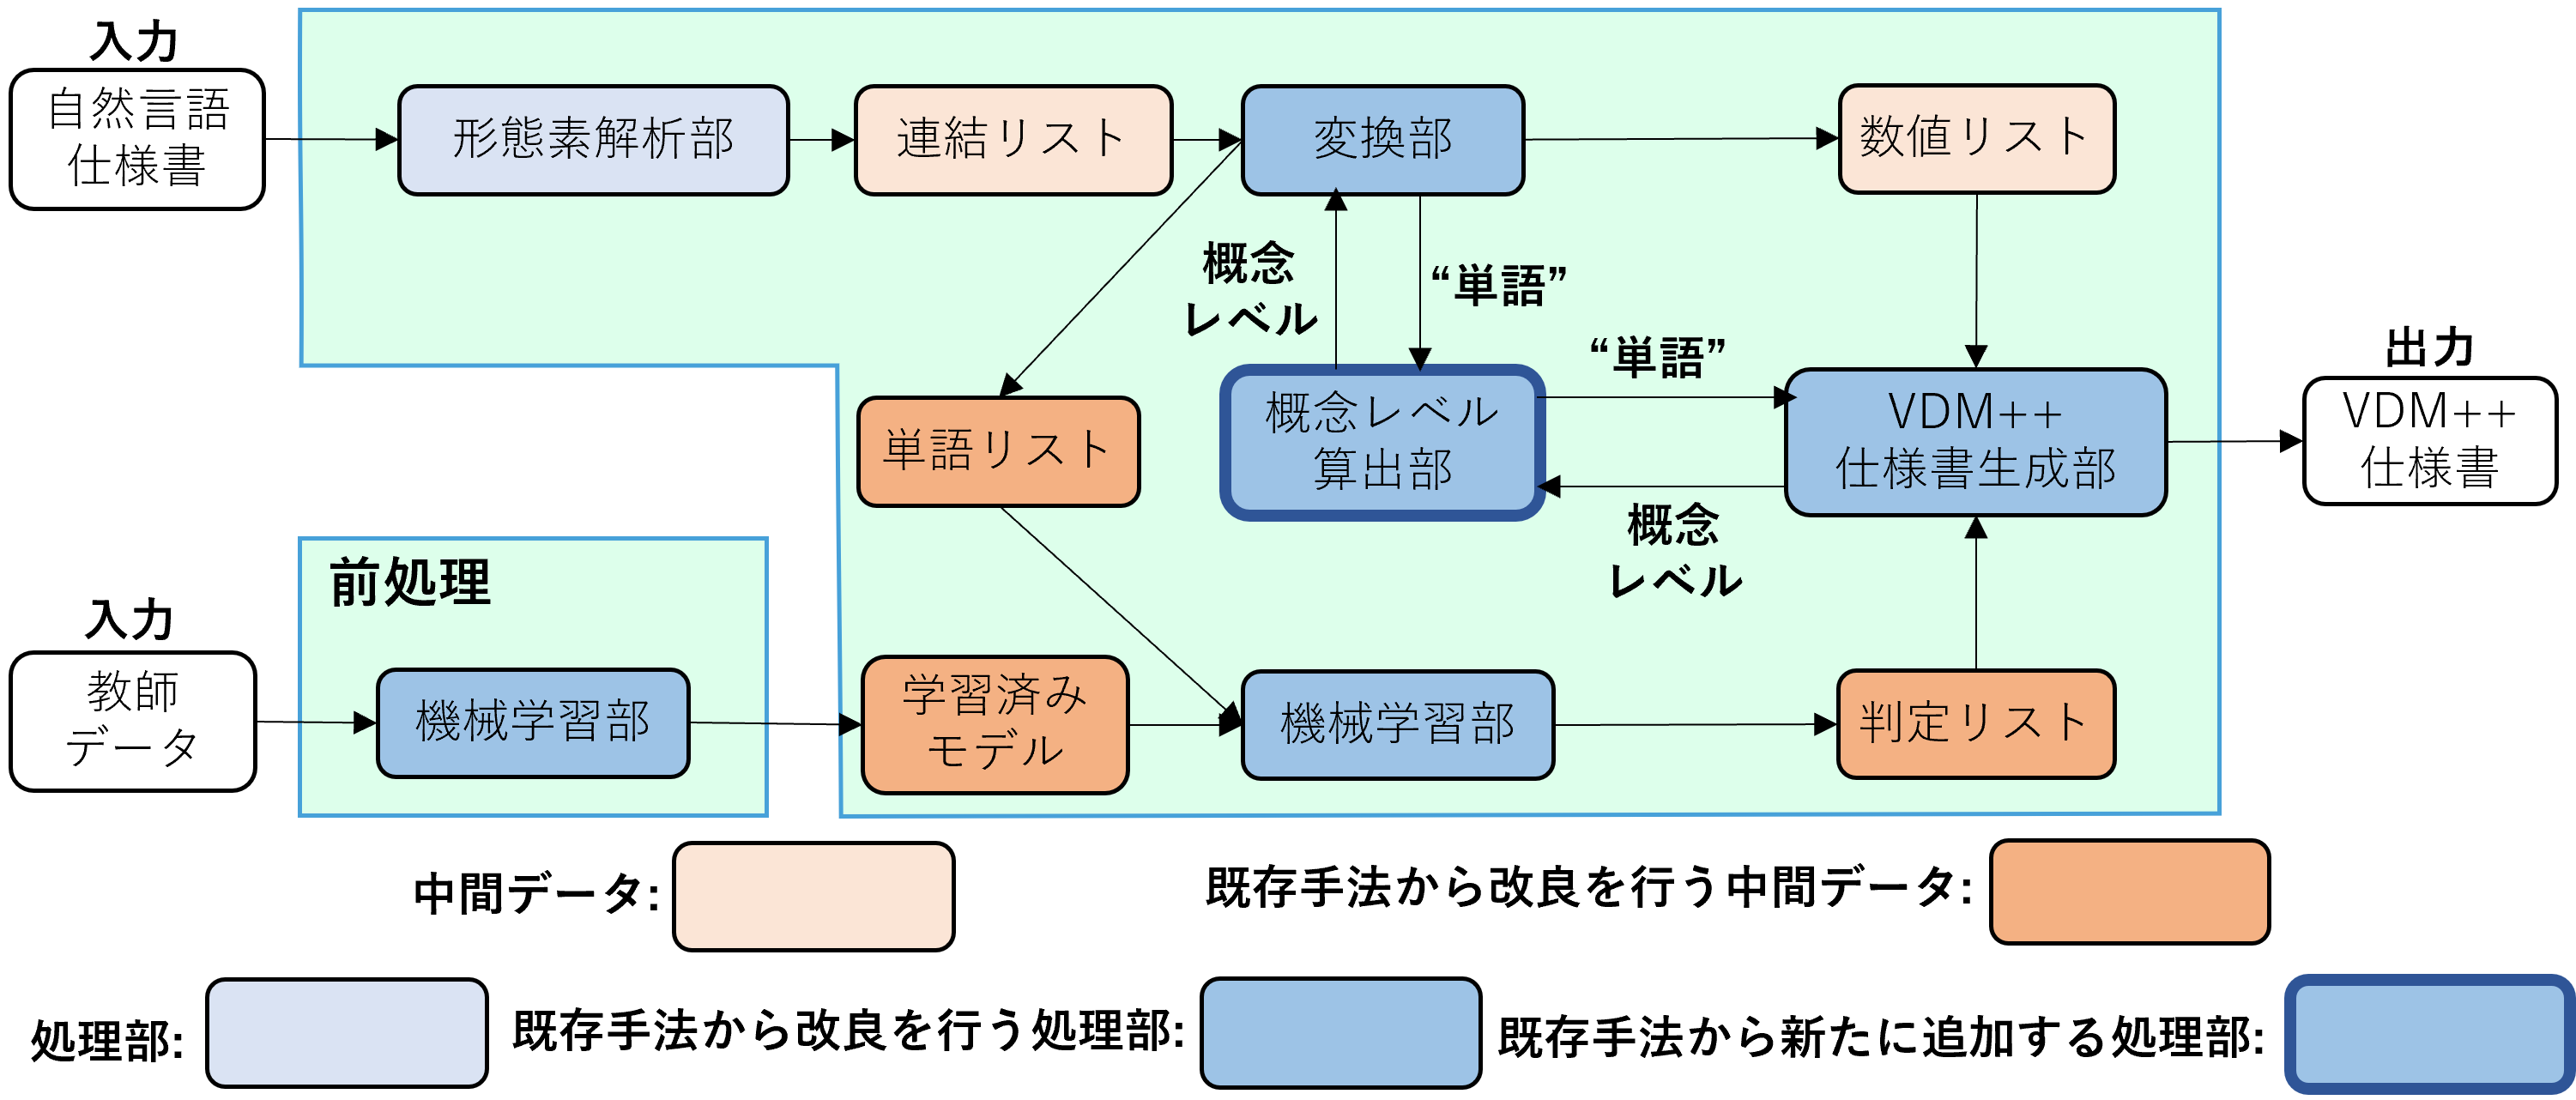 入力
自然言語
仕様書
形態素解析部
連結リスト
変換部
数値リスト
概念
レベル
“単語”
“単語”
出力
単語リスト
概念レベル
算出部
VDM++
仕様書生成部
VDM++
仕様書
概念
レベル
前処理
入力
教師
データ
機械学習部
学習済み
モデル
機械学習部
判定リスト
中間データ:
既存手法から改良を行う中間データ:
処理部:
既存手法から改良を行う処理部:
既存手法から新たに追加する処理部: